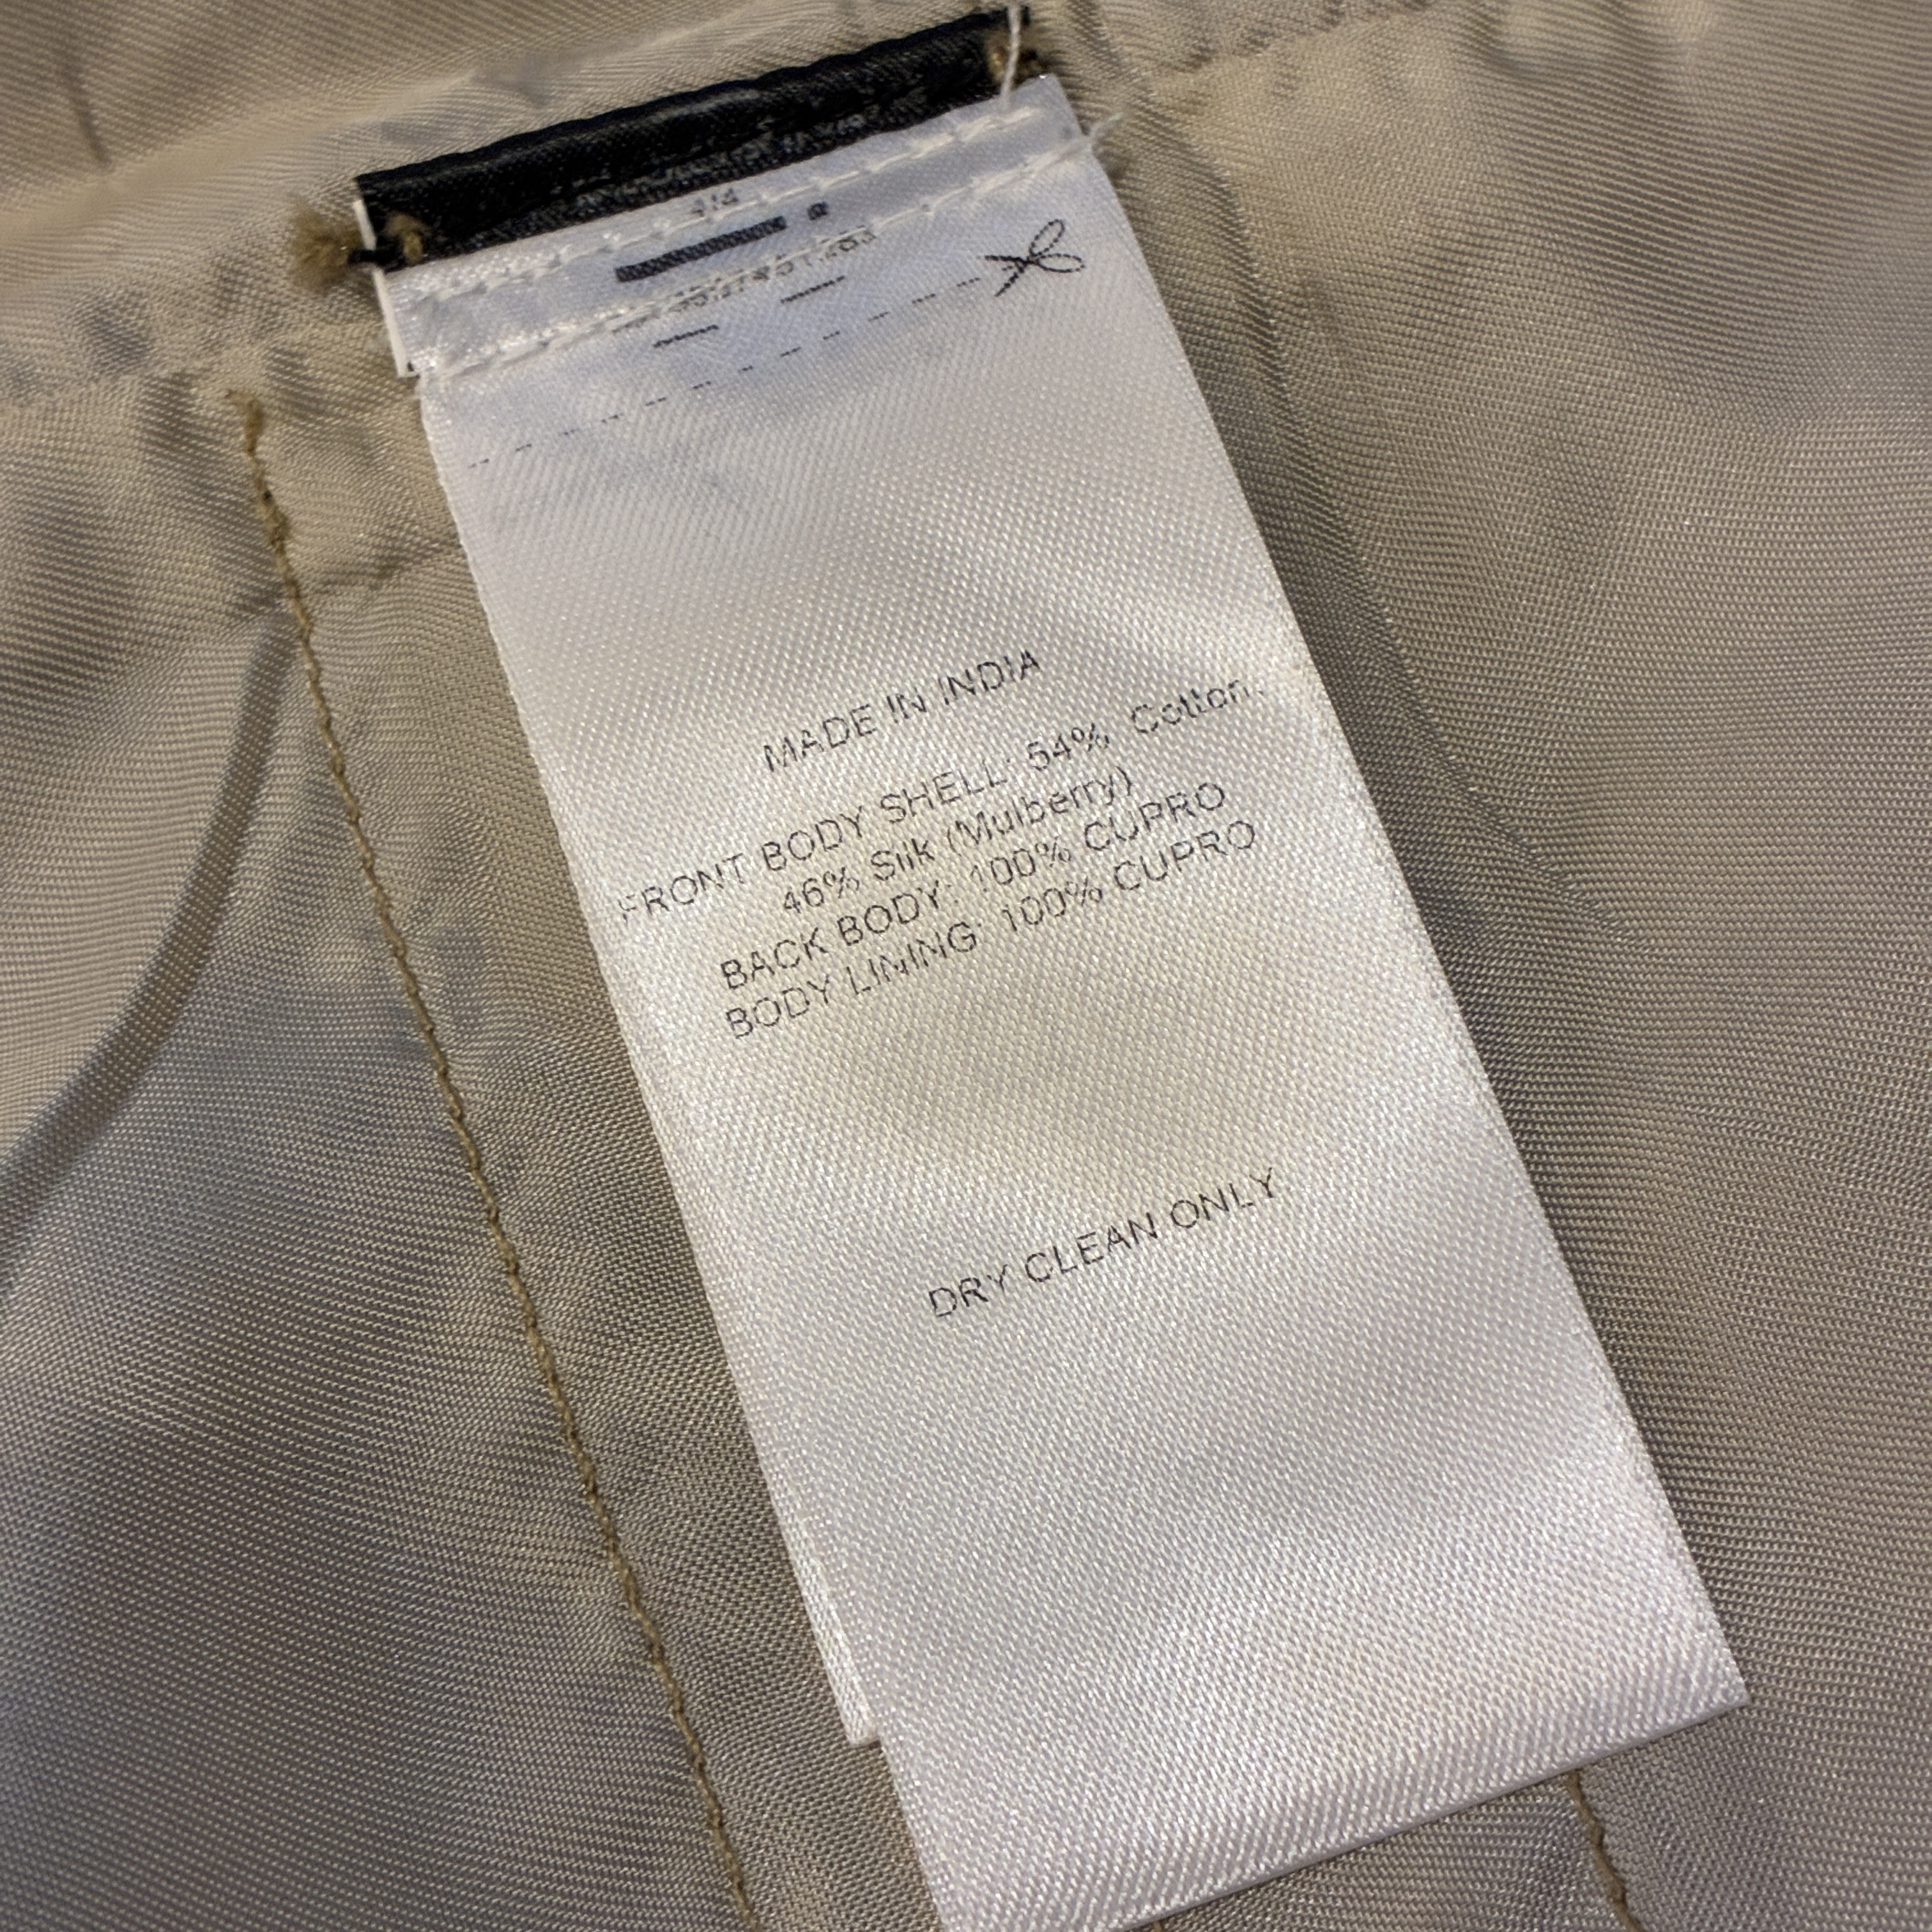 MADE IN INDIA
FRONT BODY SHELL: 54% Cotton,
46% Silk (Mulberry)
BACK BODY: 100% CUPRO
BODY LINING: 100% CUPRO
DRY CLEAN ONLY